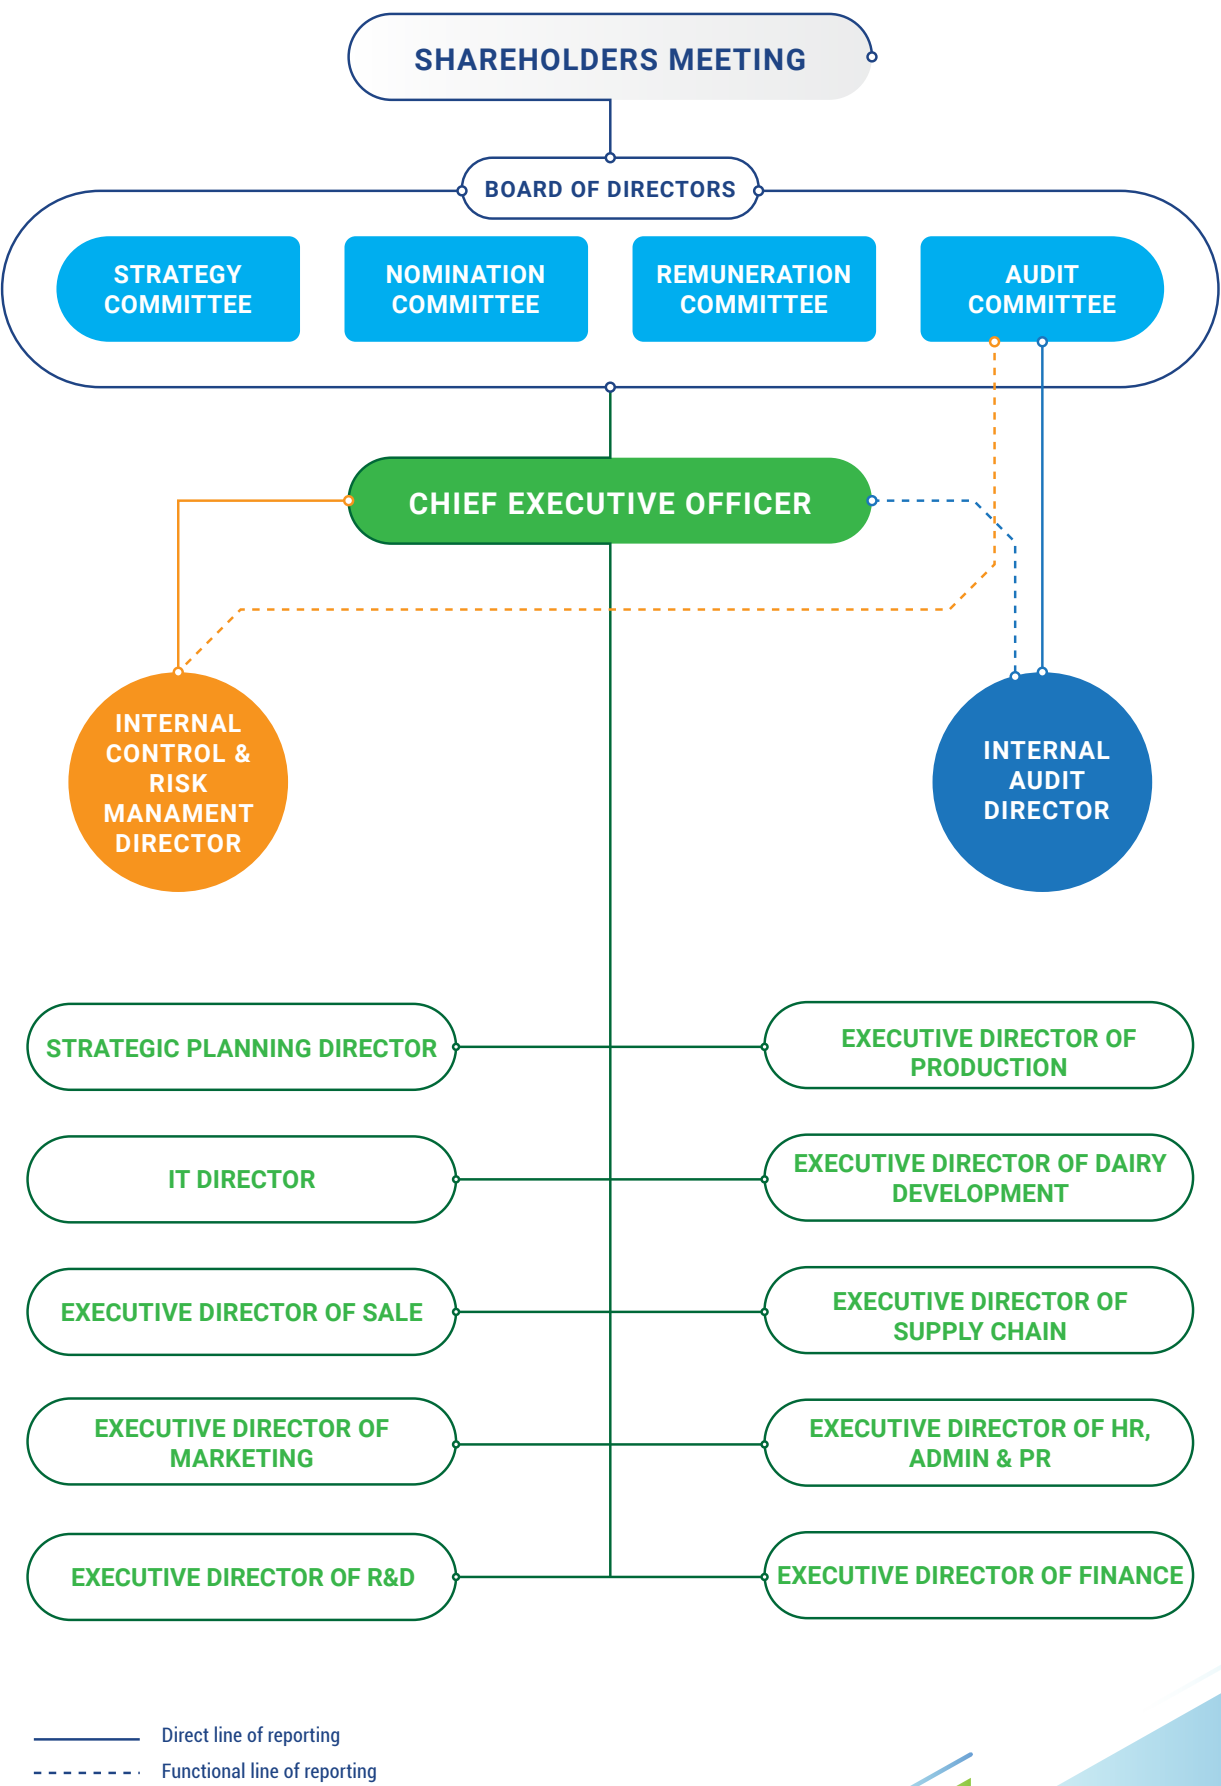 SHAREHOLDERS MEETING
BOARD OF DIRECTORS
STRATEGY
COMMITTEE
NOMINATION
COMMITTEE
REMUNERATION
COMMITTEE
AUDIT
COMMITTEE
CHIEF EXECUTIVE OFFICER
INTERNAL
CONTROL &
RISK
MANAMENT
DIRECTOR
INTERNAL
AUDIT
DIRECTOR
STRATEGIC PLANNING DIRECTOR
EXECUTIVE DIRECTOR OF
PRODUCTION
IT DIRECTOR
EXECUTIVE DIRECTOR OF DAIRY
DEVELOPMENT
EXECUTIVE DIRECTOR OF SALE
EXECUTIVE DIRECTOR OF
SUPPLY CHAIN
EXECUTIVE DIRECTOR OF
MARKETING
EXECUTIVE DIRECTOR OF HR,
ADMIN & PR
EXECUTIVE DIRECTOR OF R&D
EXECUTIVE DIRECTOR OF FINANCE
Direct line of reporting
Functional line of reporting